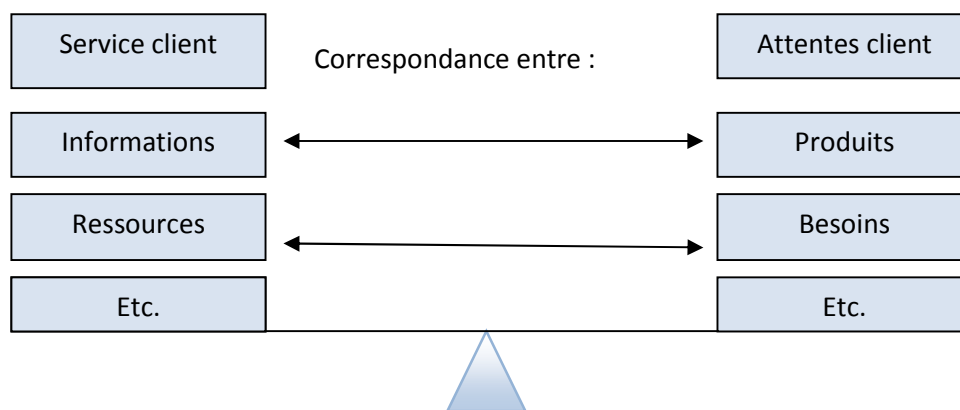 Service client
Correspondance entre :
Attentes client
Informations
Produits
Ressources
Besoins
Etc.
Etc.